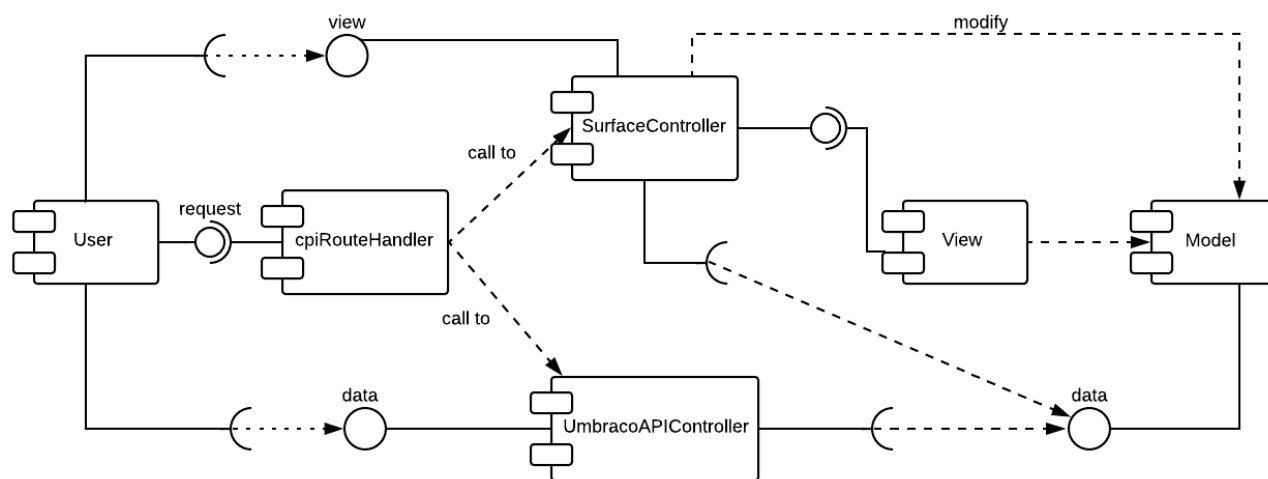 view
modify
SurfaceController
call to
request
User
cpiRouteHandler
View
Model
call to
data
data
UmbracoAPIController